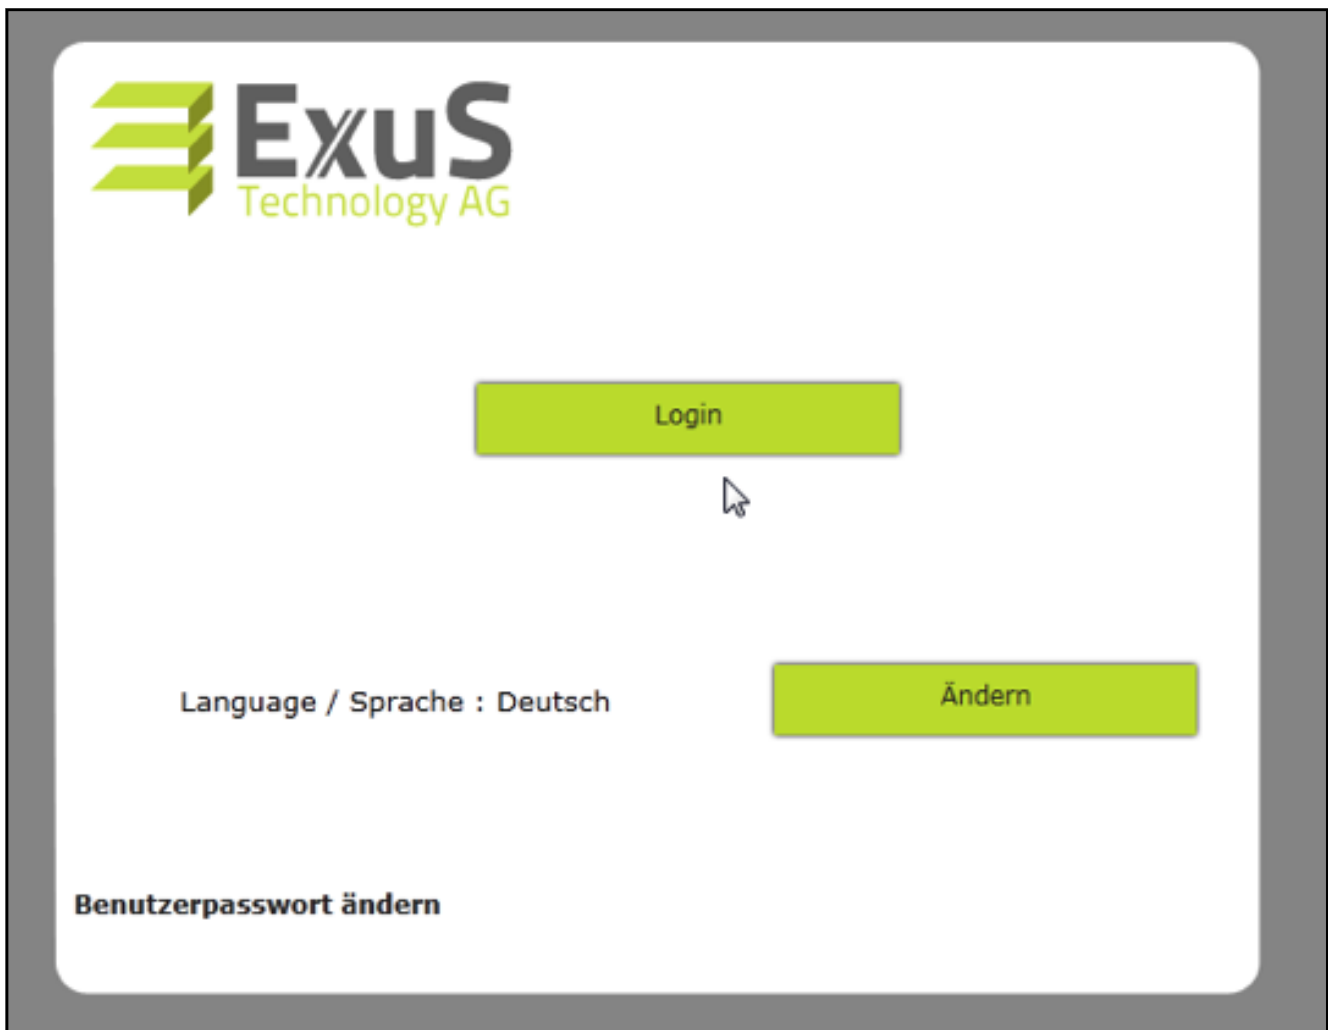 ExuS
Technology AG
Login
Language / Sprache : Deutsch
Ändern
Benutzerpasswort ändern